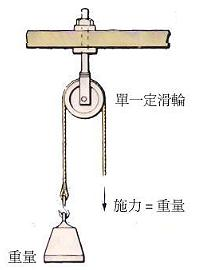 單一定滑輪
施力 = 重量
重量